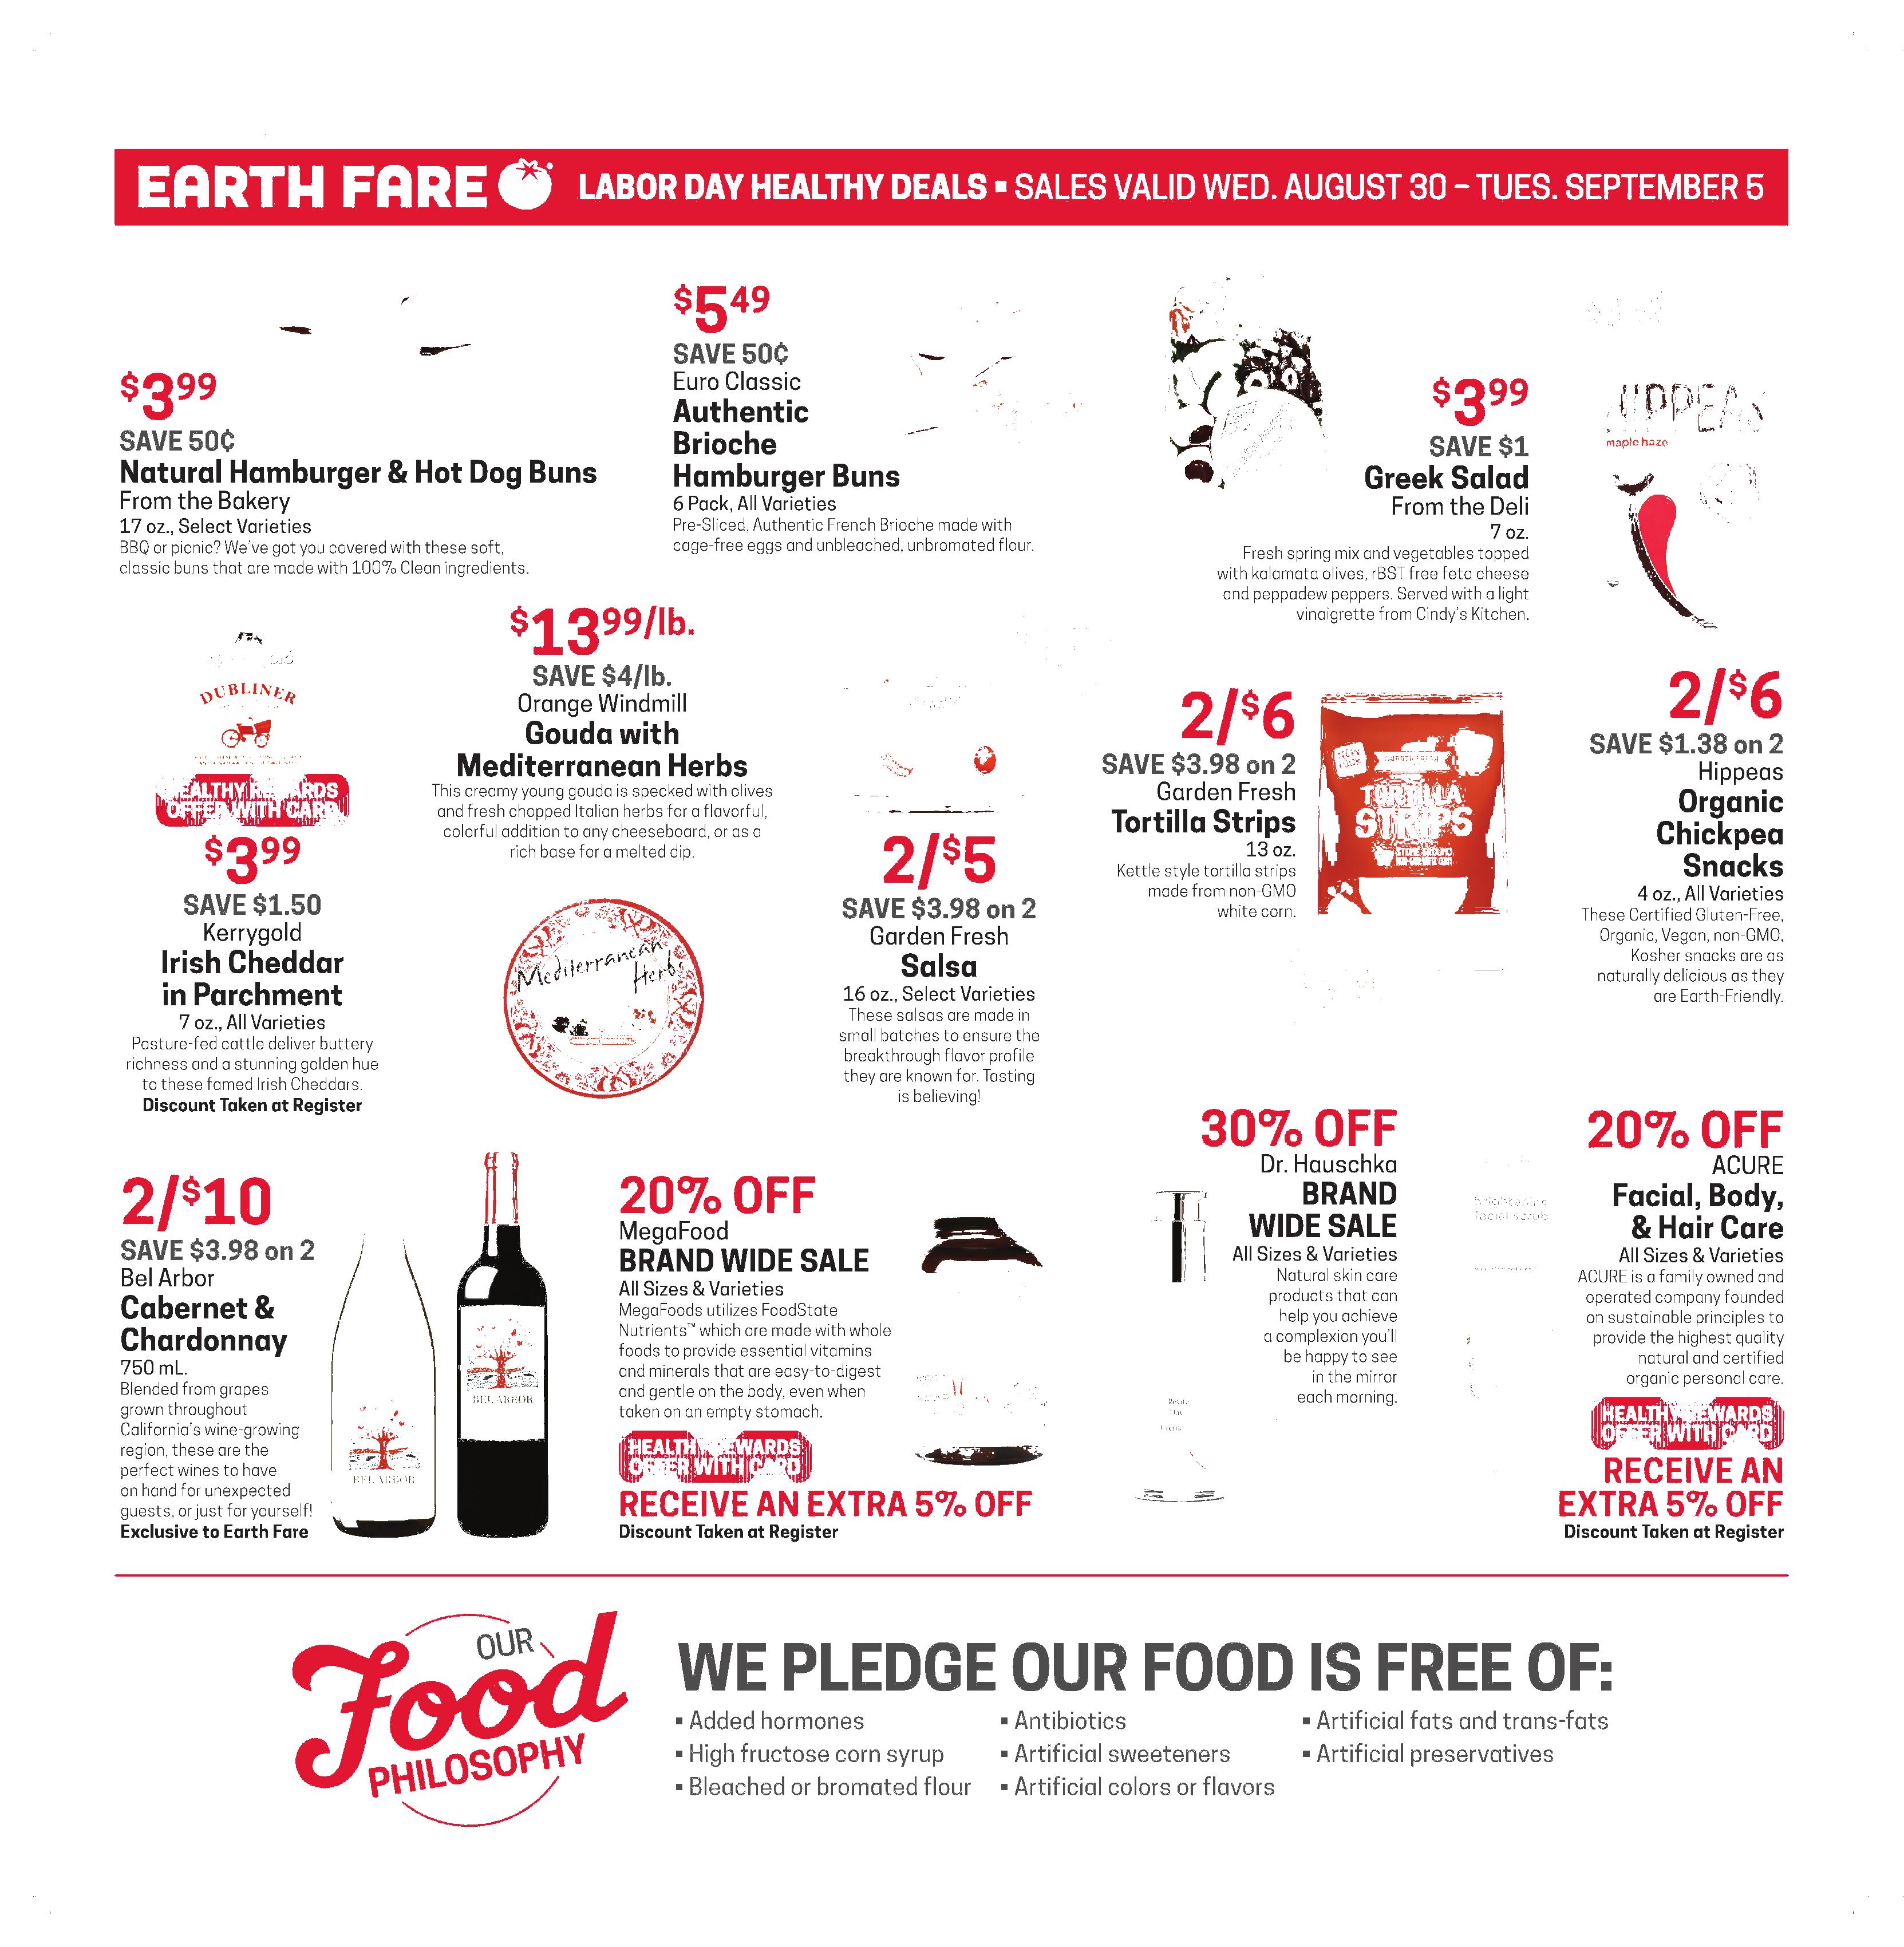 EARTH FARE LABOR DAY HEALTHY DEALS ▪ SALES VALID WED. AUGUST 30 – TUES. SEPTEMBER 5
$3.99
SAVE 50¢
Natural Hamburger & Hot Dog Buns
From the Bakery
17 oz., Select Varieties
BBQ or picnic? We've got you covered with these soft,
classic buns that are made with 100% Clean ingredients.
$5.49
SAVE 50¢
Euro Classic
Authentic
Brioche
Hamburger Buns
6 Pack, All Varieties
Pre-Sliced, Authentic French Brioche made with
cage-free eggs and unbleached, unbromated flour.
$3.99
SAVE $1
Greek Salad
From the Deli
7 oz.
Fresh spring mix and vegetables topped
with kalamata olives, rBST free feta cheese
and peppadew peppers. Served with a light
vinaigrette from Cindy's Kitchen.
HIPPEAS
maple haze
2/$6
SAVE $1.38 on 2
Hippeas
Organic
Chickpea
Snacks
4 oz., All Varieties
These Certified Gluten-Free,
Organic, Vegan, non-GMO,
Kosher snacks are as
naturally delicious as they
are Earth-Friendly.
DUBLINER
HEALTHY REWARDS
OFFER WITH CARD
$3.99
SAVE $1.50
Kerrygold
Irish Cheddar
in Parchment
7 oz., All Varieties
Pasture-fed cattle deliver buttery
richness and a stunning golden hue
to these famed Irish Cheddars.
Discount Taken at Register
$13.99/lb.
SAVE $4/lb.
Orange Windmill
Gouda with
Mediterranean Herbs
This creamy young gouda is specked with olives
and fresh chopped Italian herbs for a flavorful,
colorful addition to any cheeseboard, or as a
rich base for a melted dip.
Mediterranean
Herbs
2/$5
SAVE $3.98 on 2
Garden Fresh
Salsa
16 oz., Select Varieties
These salsas are made in
small batches to ensure the
breakthrough flavor profile
they are known for. Tasting
is believing!
2/$6
SAVE $3.98 on 2
Garden Fresh
Tortilla Strips
13 oz.
Kettle style tortilla strips
made from non-GMO
white corn.
TORTILLA
STRIPS
STONE GROUND
2/$10
SAVE $3.98 on 2
Bel Arbor
Cabernet &
Chardonnay
750 mL.
Blended from grapes
grown throughout
California's wine-growing
region, these are the
perfect wines to have
on hand for unexpected
guests, or just for yourself!
Exclusive to Earth Fare
BEL ARBOR
BEL ARBOR
20% OFF
MegaFood
BRAND WIDE SALE
All Sizes & Varieties
MegaFoods utilizes FoodState
Nutrients™ which are made with whole
foods to provide essential vitamins
and minerals that are easy-to-digest
and gentle on the body, even when
taken on an empty stomach.
HEALTHY REWARDS
OFFER WITH CARD
RECEIVE AN EXTRA 5% OFF
Discount Taken at Register
30% OFF
Dr. Hauschka
BRAND
WIDE SALE
All Sizes & Varieties
Natural skin care
products that can
help you achieve
a complexion you'll
be happy to see
in the mirror
each morning.
brightening
facial scrub
20% OFF
ACURE
Facial, Body,
& Hair Care
All Sizes & Varieties
ACURE is a family owned and
operated company founded
on sustainable principles to
provide the highest quality
natural and certified
organic personal care.
HEALTHY REWARDS
OFFER WITH CARD
RECEIVE AN
EXTRA 5% OFF
Discount Taken at Register
OUR
Food
PHILOSOPHY
WE PLEDGE OUR FOOD IS FREE OF:
▪ Added hormones
▪ High fructose corn syrup
▪ Bleached or bromated flour
▪ Antibiotics
▪ Artificial sweeteners
▪ Artificial colors or flavors
▪ Artificial fats and trans-fats
▪ Artificial preservatives